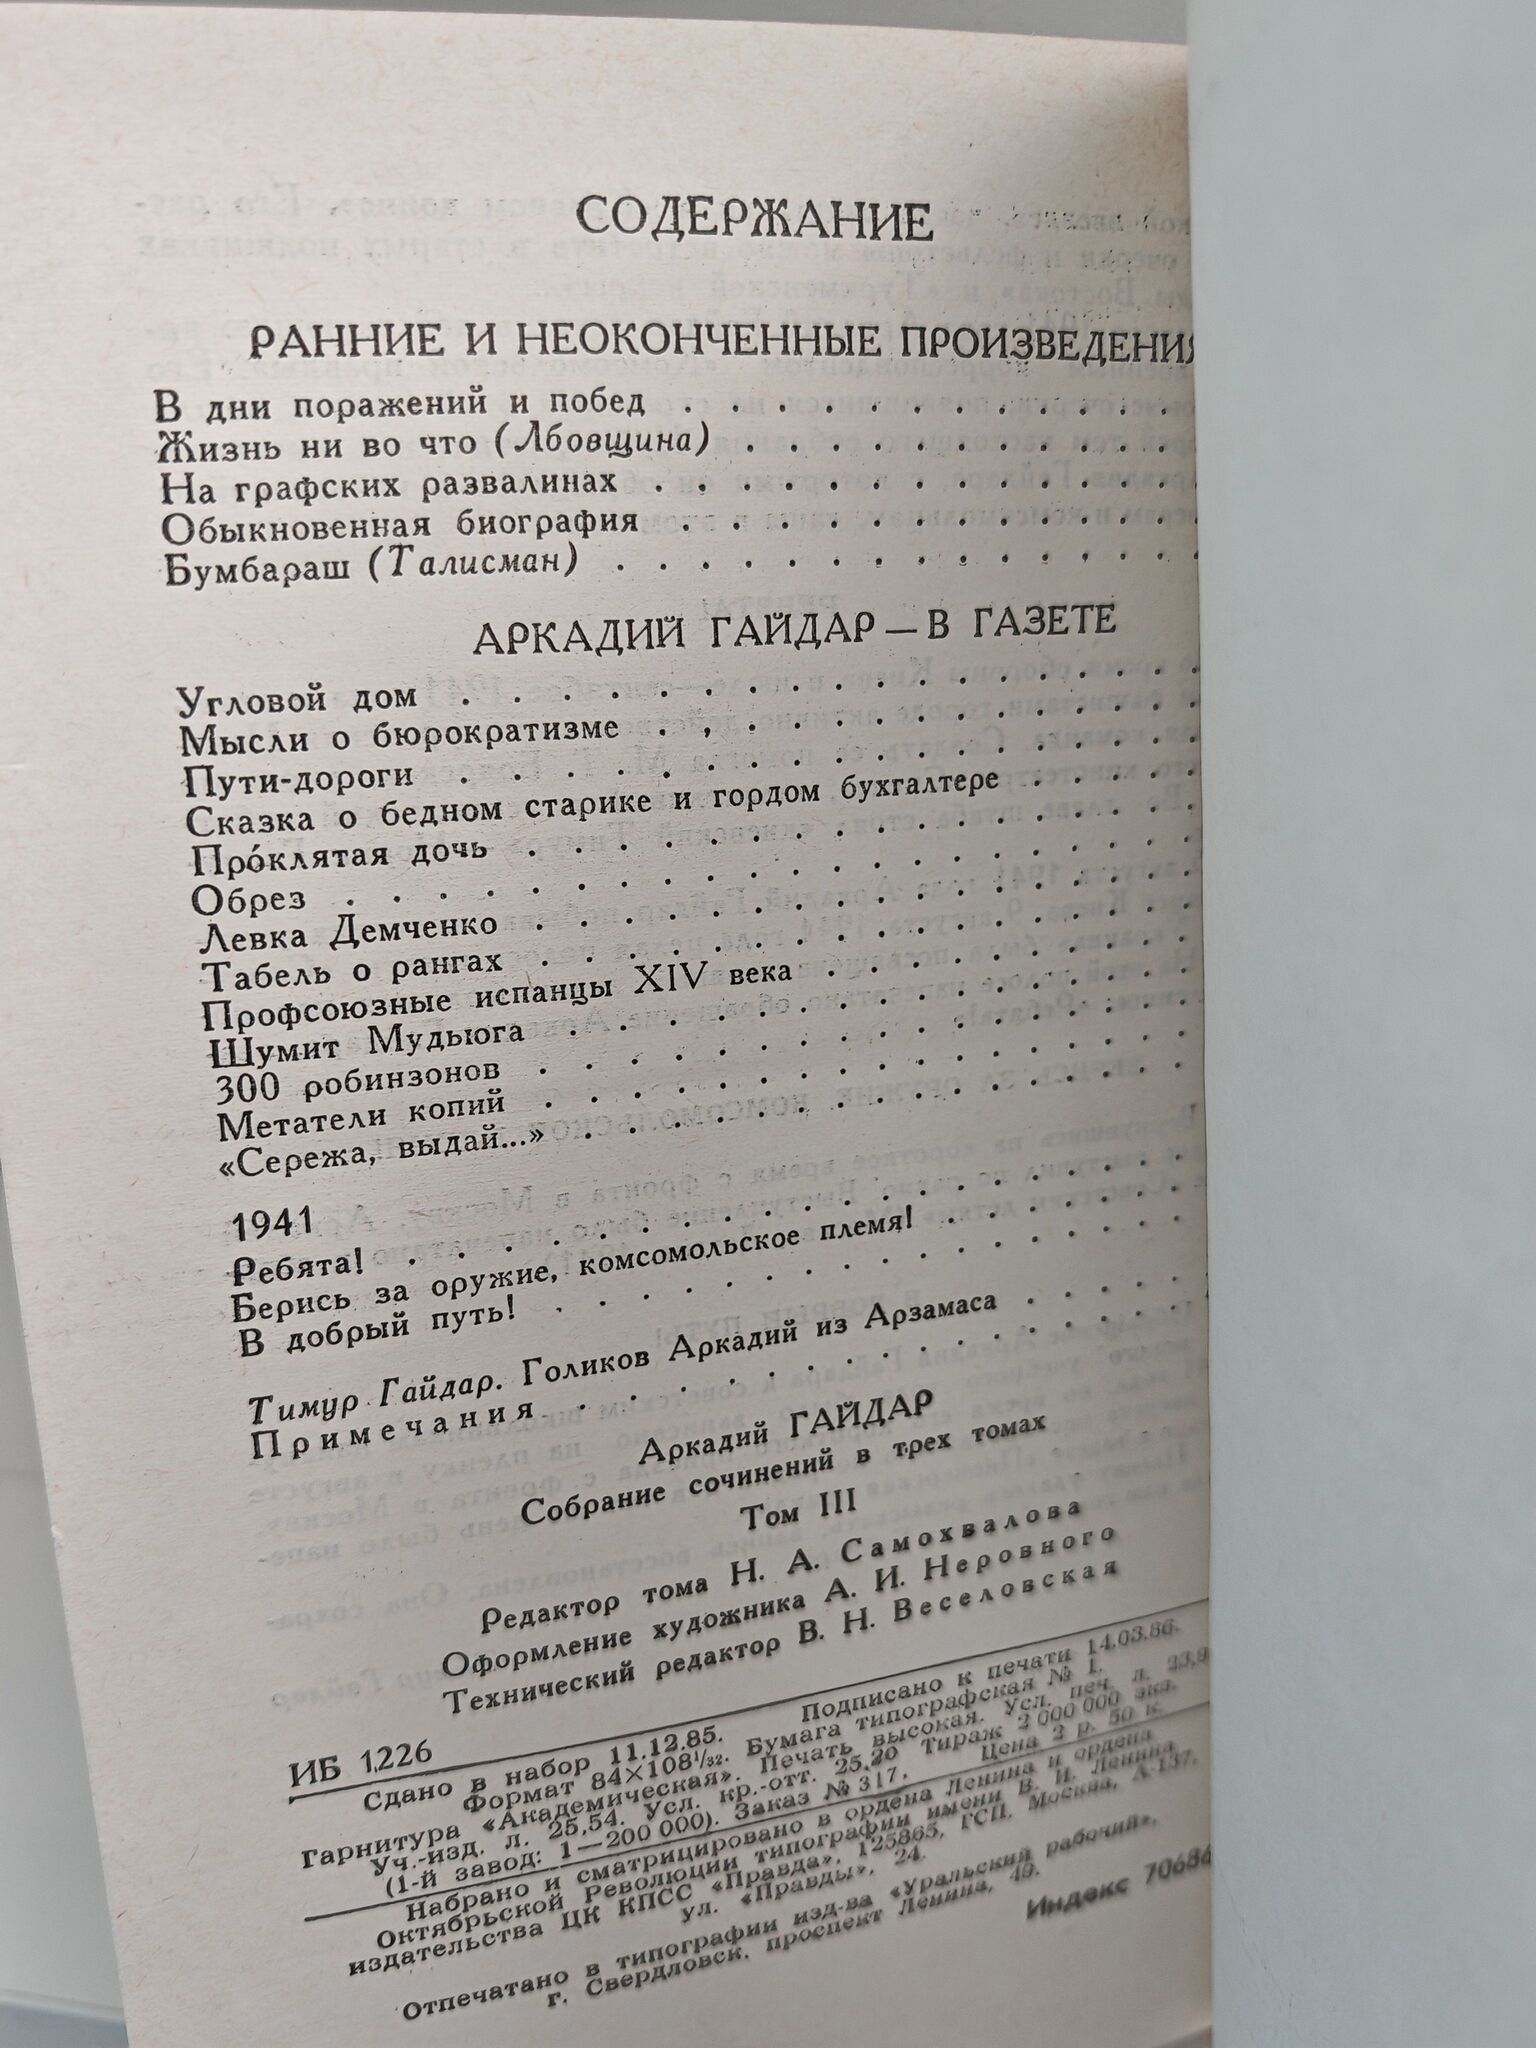 СОДЕРЖАНИЕ
РАННИЕ И НЕОКОНЧЕННЫЕ ПРОИЗВЕДЕНИЯ
В дни поражений и побед . . . . . . . . . . . .
Жизнь ни во что (Лбовщина) . . . . . . . . . . .
На графских развалинах . . . . . . . . . . . . .
Обыкновенная биография . . . . . . . . . . . .
Бумбараш (Талисман) . . . . . . . . . . . . . .
АРКАДИЙ ГАЙДАР — В ГАЗЕТЕ
Угловой дом . . . . . . . . . . . . . . . . .
Мысли о бюрократизме . , . . . . . . . . . . .
Пути-дороги . . . . . . . . . . . . . . . . .
Сказка о бедном старике и гордом бухгалтере . . . .
Про́клятая дочь . . . . . . . . . . . . . . . .
Обрез . . . . . . . . . . . . . . . . . . . .
Левка Демченко . . . . . . . . . . . . . . . .
Табель о рангах . . . . . . . . . . . . . . . .
Профсоюзные испанцы XIV века . . . . . . . . .
Шумит Мудьюга . . . . . . . . . . . . . . .
300 робинзонов . . . . . . . . . . . . . . . .
Метатели копий . . . . . . . . . . . . . . . .
«Сережа, выдай...» . . . . . . . . . . . . . .
1941
Ребята! . . . . . . . . . . . . . . . . . . .
Берись за оружие, комсомольское племя! . . . . . .
В добрый путь! . . . . . . . . . . . . . . .
Тимур Гайдар. Голиков Аркадий из Арзамаса . . . .
Примечания . . . . . . . . . . . . . . .
Аркадий ГАЙДАР
Собрание сочинений в трех томах
Том III
Редактор тома Н. А. Самохвалова
Оформление художника А. И. Неровного
Технический редактор В. Н. Веселовская
ИБ 1226
Сдано в набор 11.12.85. Подписано к печати 14.03.86.
Формат 84×108¹/₃₂. Бумага типографская № 1.
Гарнитура «Академическая». Печать высокая. Усл. печ. л. 23,9
Уч.-изд. л. 25,54. Усл. кр.-отт. 25,20 Тираж 2 000 000 экз.
(1-й завод: 1—200 000). Заказ № 317. Цена 2 р. 50 к.
Набрано и сматрицировано в ордена Ленина и ордена
Октябрьской Революции типографии имени В. И. Ленина
издательства ЦК КПСС «Правда», 125865, ГСП, Москва, А-137,
ул. «Правды», 24.
Отпечатано в типографии изд-ва «Уральский рабочий»,
г. Свердловск, проспект Ленина, 49.
Индекс 70686